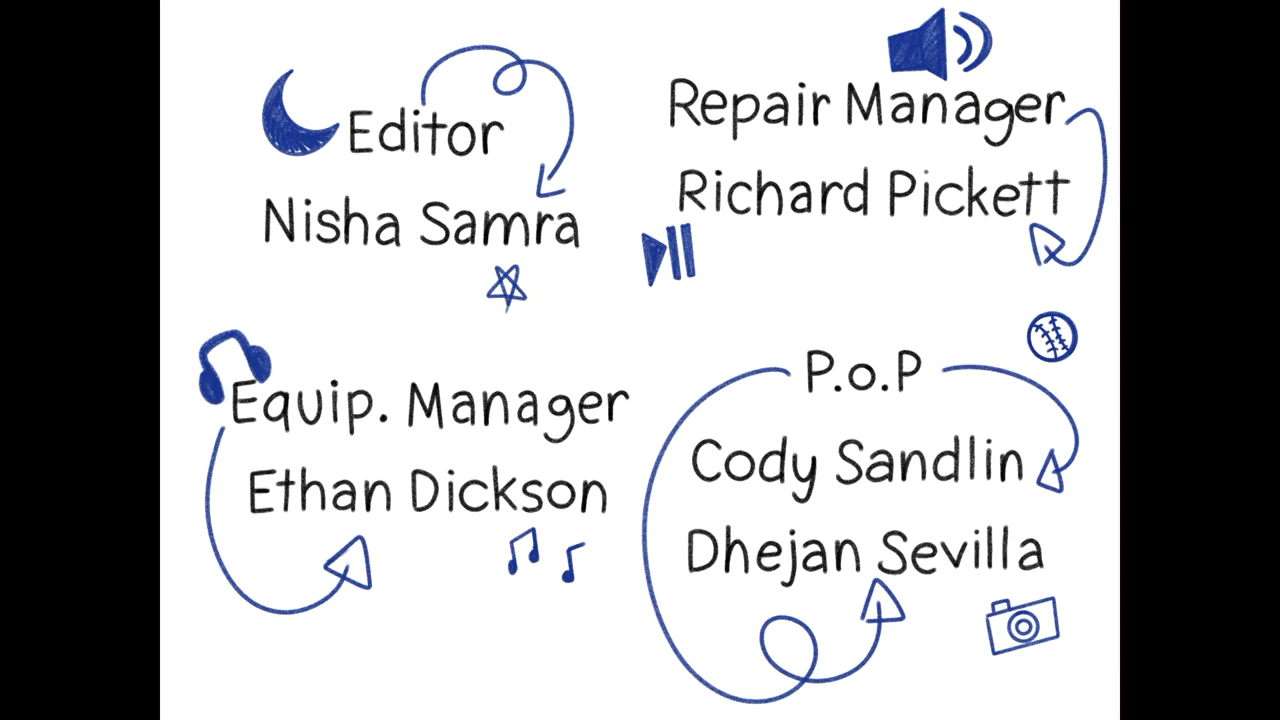 Editor
Nisha Samra
Repair Manager
Richard Pickett
Equip. Manager
Ethan Dickson
P.o.P
Cody Sandlin
Dhejan Sevilla